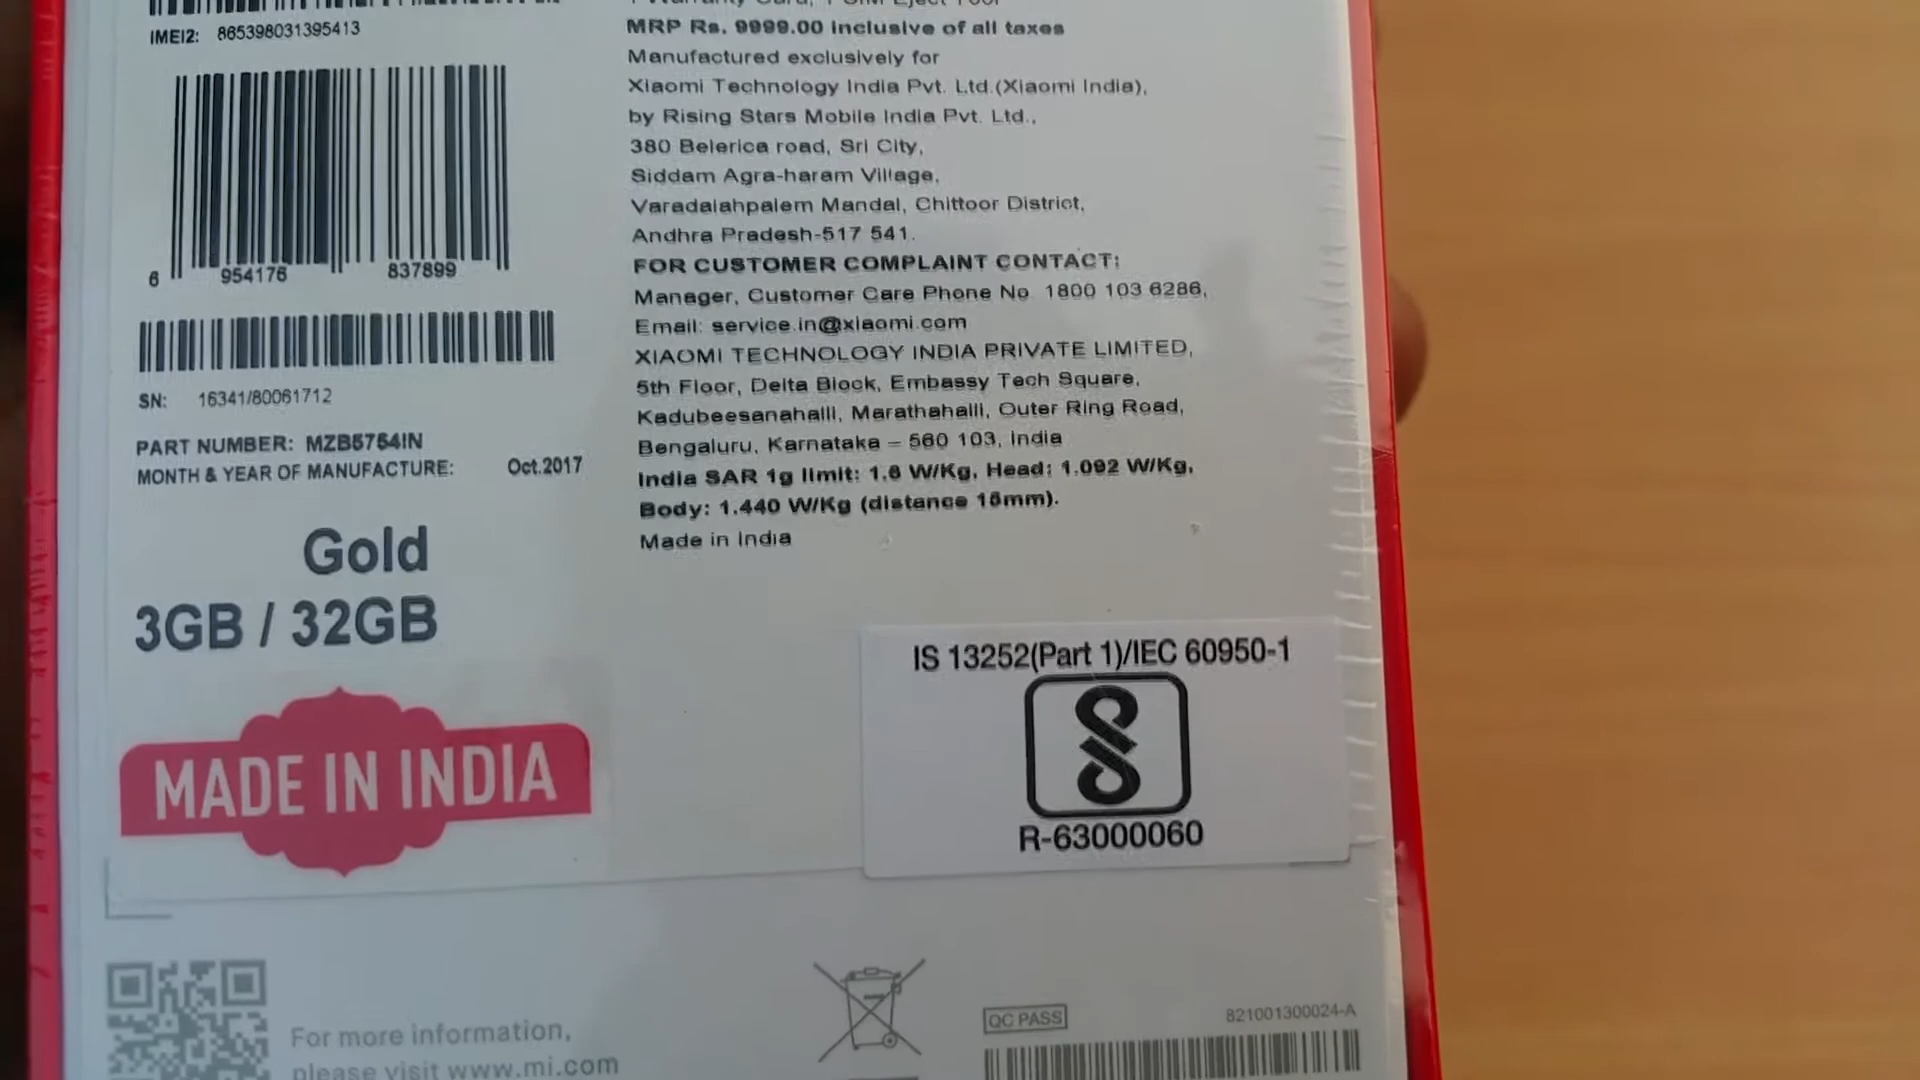 IMEI2: 865398031395413
6 954176 837899
SN: 16341/80061712
PART NUMBER: MZB5754IN
MONTH & YEAR OF MANUFACTURE: Oct.2017
Gold
3GB / 32GB
MADE IN INDIA
MRP Rs. 9999.00 inclusive of all taxes
Manufactured exclusively for
Xiaomi Technology India Pvt. Ltd.(Xiaomi India),
by Rising Stars Mobile India Pvt. Ltd.,
380 Belerica road, Sri City,
Siddam Agra-haram Village,
Varadaiahpalem Mandal, Chittoor District,
Andhra Pradesh-517 541.
FOR CUSTOMER COMPLAINT CONTACT:
Manager, Customer Care Phone No 1800 103 6286,
Email: service.in@xiaomi.com
XIAOMI TECHNOLOGY INDIA PRIVATE LIMITED,
5th Floor, Delta Block, Embassy Tech Square,
Kadubeesanahalli, Marathahalli, Outer Ring Road,
Bengaluru, Karnataka – 560 103, India
India SAR 1g limit: 1.6 W/Kg, Head: 1.092 W/Kg,
Body: 1.440 W/Kg (distance 15mm).
Made in India
IS 13252(Part 1)/IEC 60950-1
R-63000060
For more information,
please visit www.mi.com
QC PASS
821001300024-A